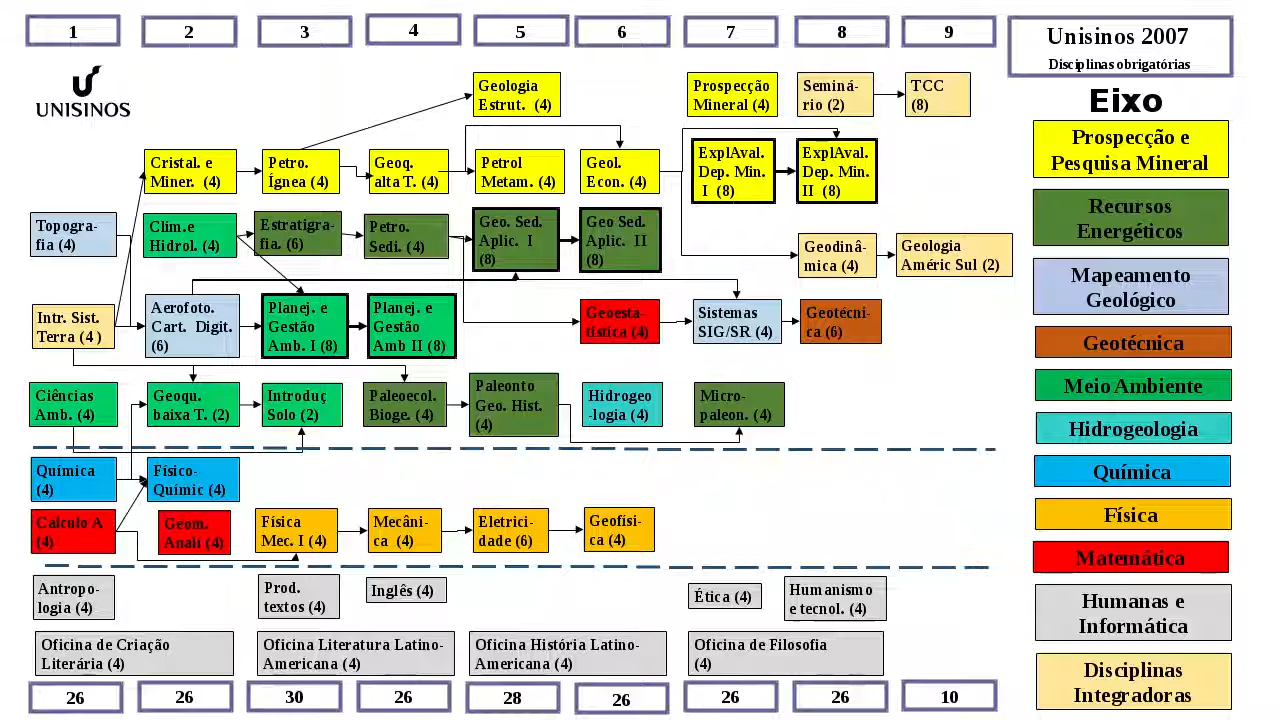 1
2
3
4
5
6
7
8
9
Unisinos 2007
Disciplinas obrigatórias
UNISINOS
Geologia
Estrut. (4)
Prospecção
Mineral (4)
Seminá-
rio (2)
TCC
(8)
Eixo
Cristal. e
Miner. (4)
Petro.
Ígnea (4)
Geoq.
alta T. (4)
Petrol
Metam. (4)
Geol.
Econ. (4)
ExplAval.
Dep. Min.
I (8)
ExplAval.
Dep. Min.
II (8)
Prospecção e
Pesquisa Mineral
Topogra-
fia (4)
Clim.e
Hidrol. (4)
Estratigra-
fia. (6)
Petro.
Sedi. (4)
Geo. Sed.
Aplic. I
(8)
Geo Sed.
Aplic. II
(8)
Geodinâ-
mica (4)
Geologia
Améric Sul (2)
Recursos
Energéticos
Intr. Sist.
Terra (4 )
Aerofoto.
Cart. Digit.
(6)
Planej. e
Gestão
Amb. I (8)
Planej. e
Gestão
Amb II (8)
Geoesta-
tística (4)
Sistemas
SIG/SR (4)
Geotécni-
ca (6)
Mapeamento
Geológico
Geotécnica
Ciências
Amb. (4)
Geoqu.
baixa T. (2)
Introduç
Solo (2)
Paleoecol.
Bioge. (4)
Paleonto
Geo. Hist.
(4)
Hidrogeo
-logia (4)
Micro-
paleon. (4)
Meio Ambiente
Hidrogeologia
Química
(4)
Físico-
Químic (4)
Química
Calculo A
(4)
Geom.
Anali (4)
Física
Mec. I (4)
Mecâni-
ca (4)
Eletrici-
dade (6)
Geofísi-
ca (4)
Física
Matemática
Antropo-
logia (4)
Prod.
textos (4)
Inglês (4)
Ética (4)
Humanismo
e tecnol. (4)
Humanas e
Informática
Oficina de Criação
Literária (4)
Oficina Literatura Latino-
Americana (4)
Oficina História Latino-
Americana (4)
Oficina de Filosofia
(4)
Disciplinas
Integradoras
26
26
30
26
28
26
26
26
10